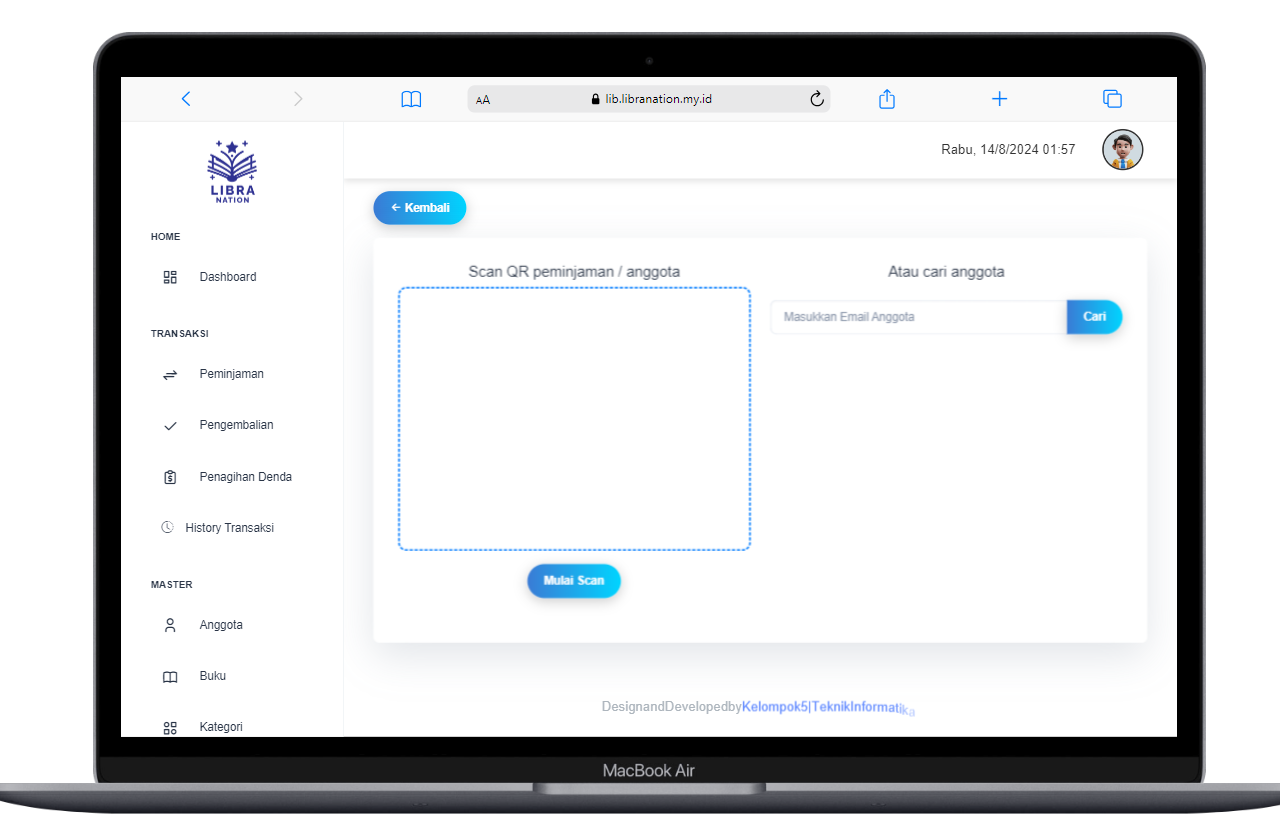 AA
lib.libranation.my.id
LIBRA
NATION
Rabu, 14/8/2024 01:57
← Kembali
HOME
Dashboard
TRANSAKSI
Peminjaman
Pengembalian
Penagihan Denda
History Transaksi
MASTER
Anggota
Buku
Kategori
Scan QR peminjaman / anggota
Mulai Scan
Atau cari anggota
Masukkan Email Anggota
Cari
DesignandDevelopedbyKelompok5|TeknikInformatika
MacBook Air